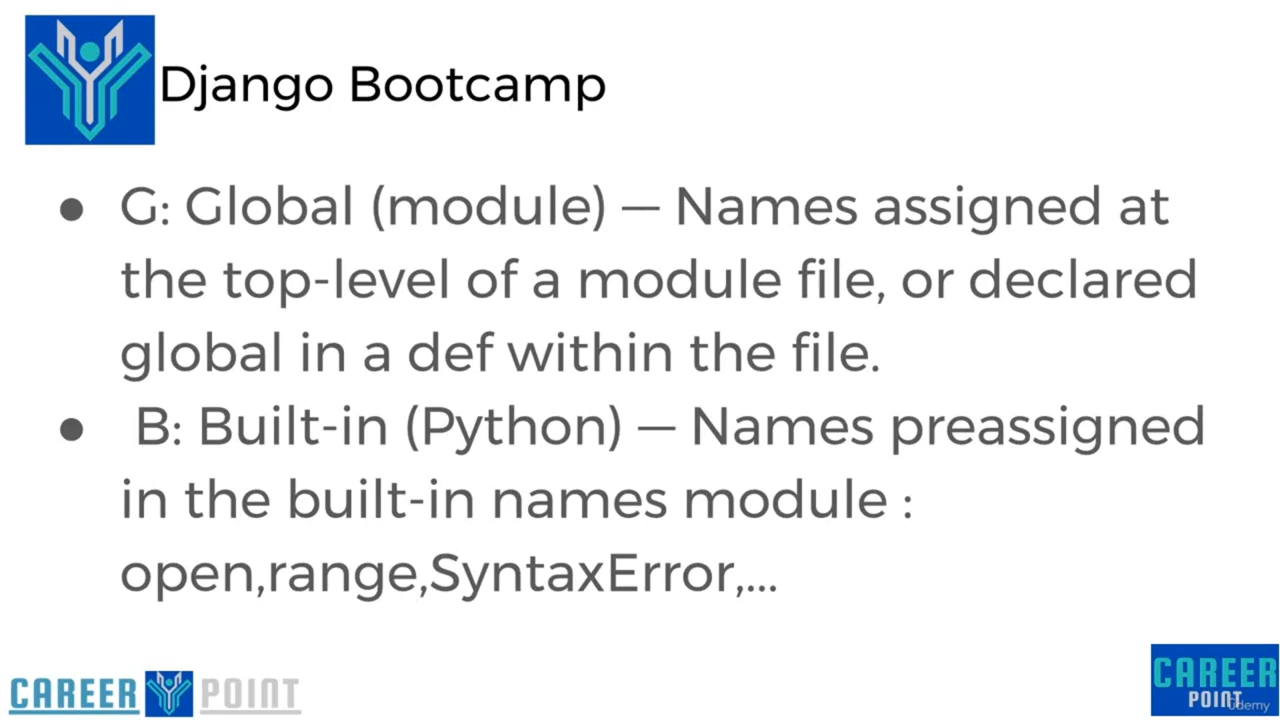 Django Bootcamp
● G: Global (module) — Names assigned at
the top-level of a module file, or declared
global in a def within the file.
● B: Built-in (Python) — Names preassigned
in the built-in names module :
open,range,SyntaxError,...
CAREER POINT
CAREER
POINT
ûdemy